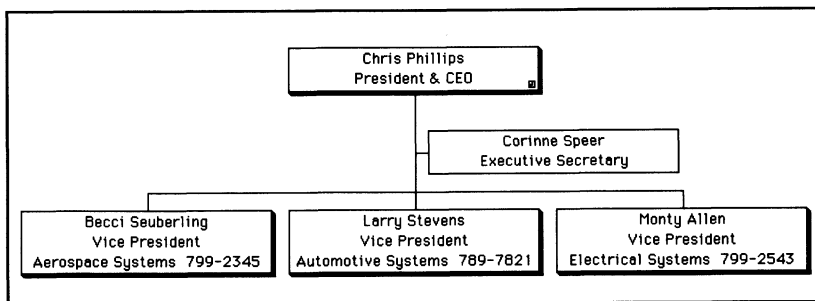 Chris Phillips
President & CEO
Corinne Speer
Executive Secretary
Becci Seuberling
Vice President
Aerospace Systems 799-2345
Larry Stevens
Vice President
Automotive Systems 789-7821
Monty Allen
Vice President
Electrical Systems 799-2543